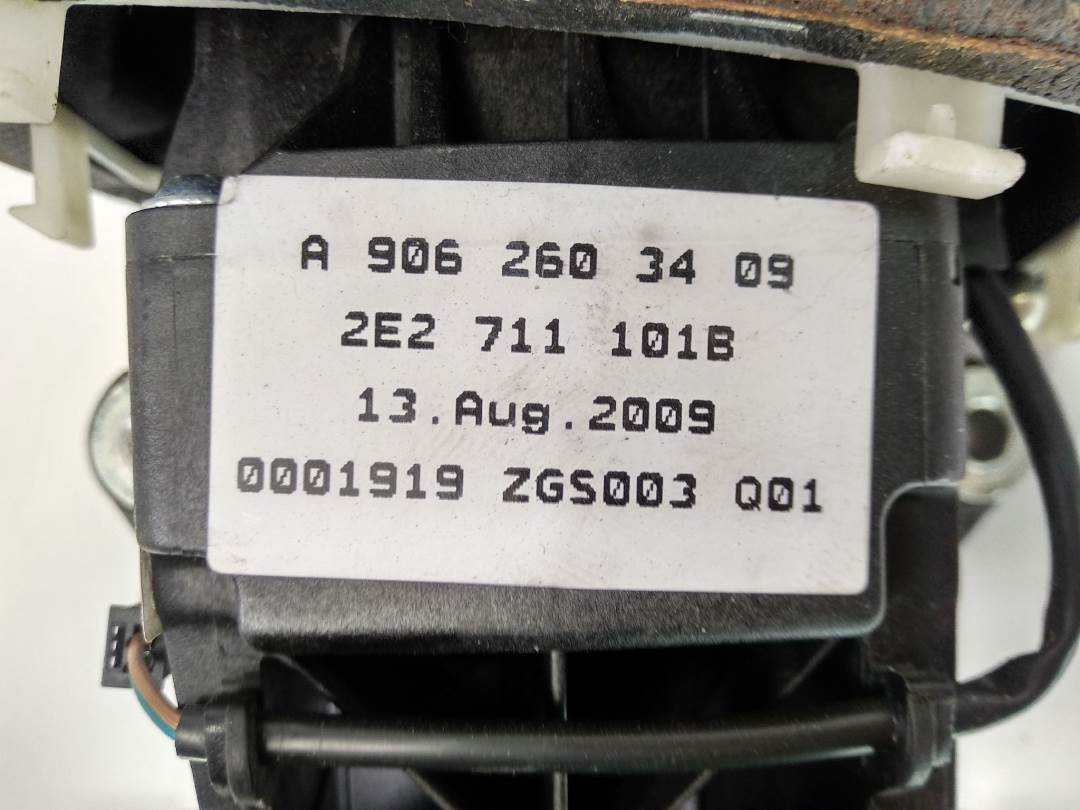 A 906 260 34 09
2E2 711 101B
13.Aug.2009
0001919 ZGS003 Q01